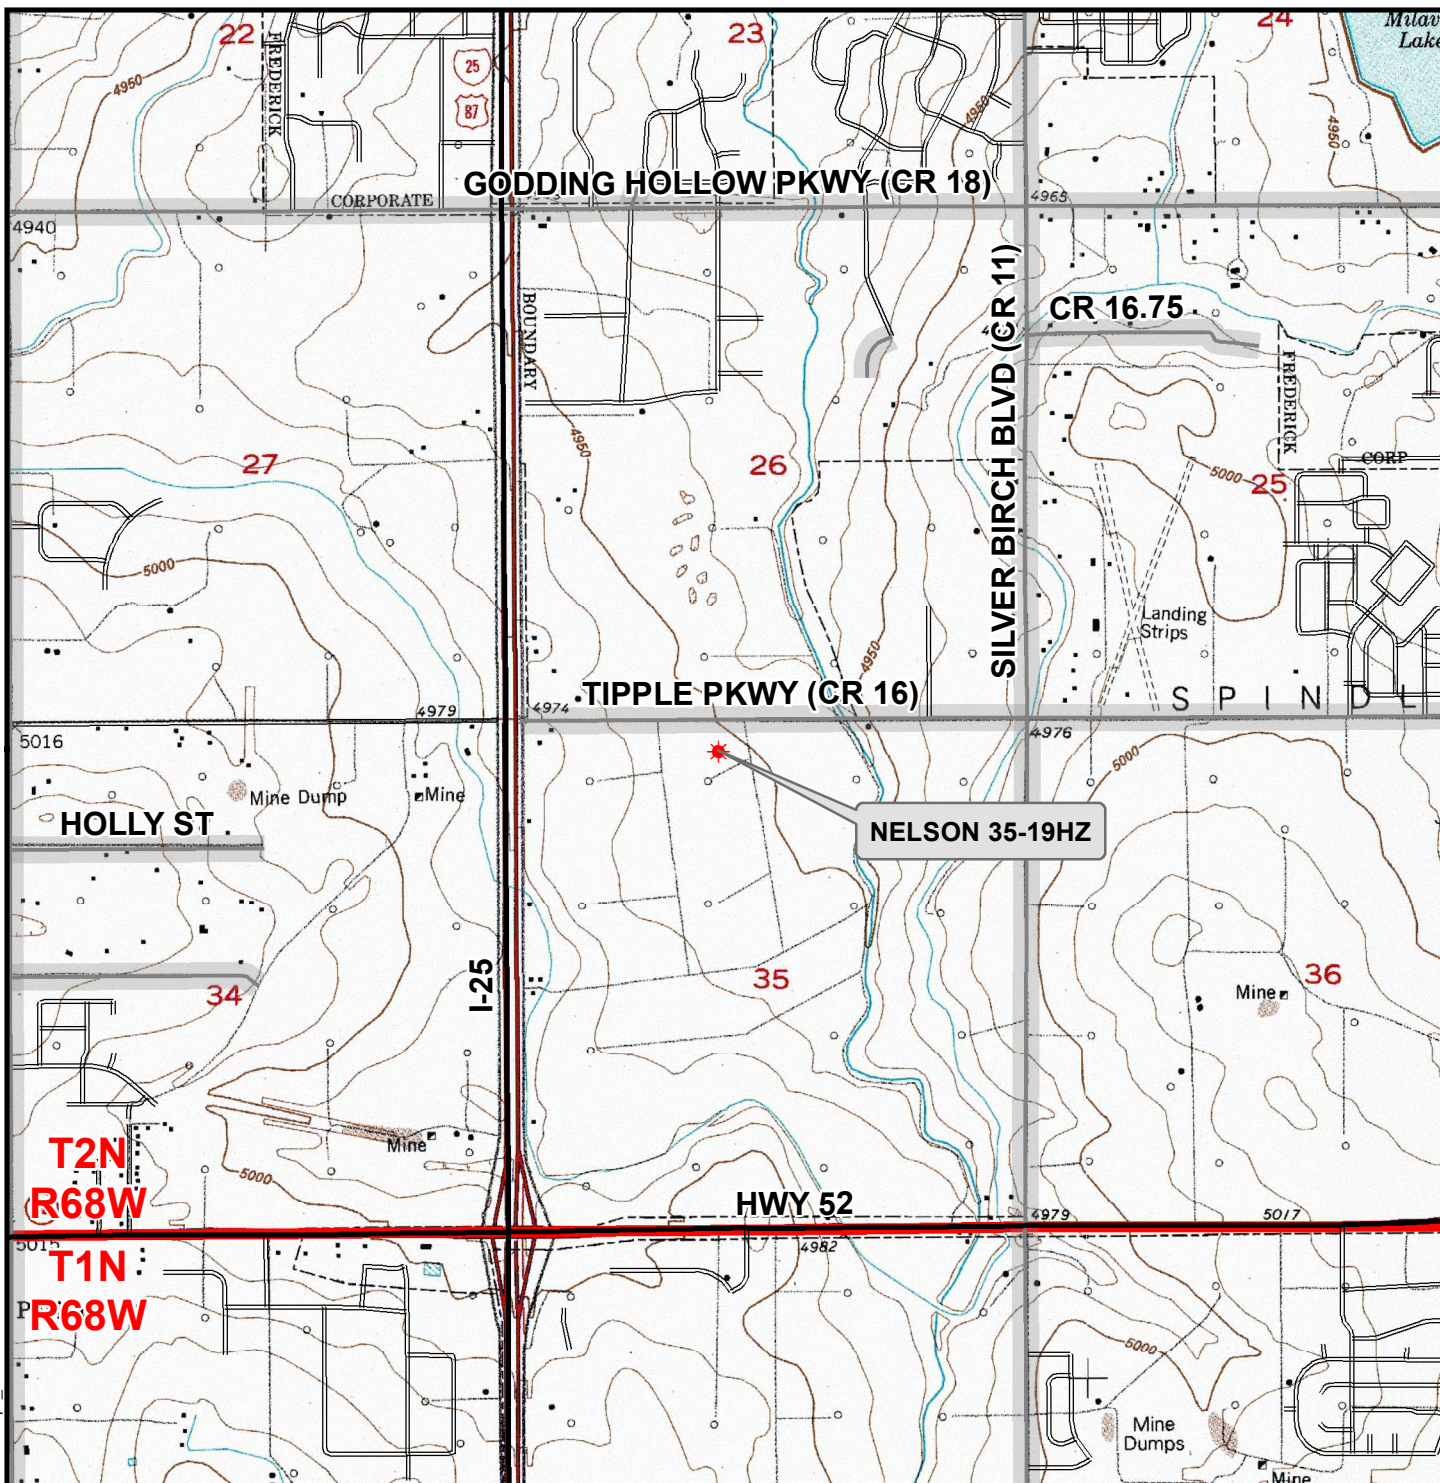 22
23
24
Milav
Lake
FREDERICK
25
87
4950
4950
4950
GODDING HOLLOW PKWY (CR 18)
CORPORATE
4965
4940
BOUNDARY
SILVER BIRCH BLVD (CR 11)
CR 16.75
FREDERICK
4950
27
26
CORP
5000
25
5000
Landing
Strips
4950
TIPPLE PKWY (CR 16)
SPINDL
4979
4974
4976
5016
5000
Mine Dump
Mine
HOLLY ST
NELSON 35-19HZ
I-25
34
35
36
Mine
Mine
T2N
R68W
5000
HWY 52
4979
5017
5015
4982
T1N
R68W
P
5000
Mine
Dumps
Mine